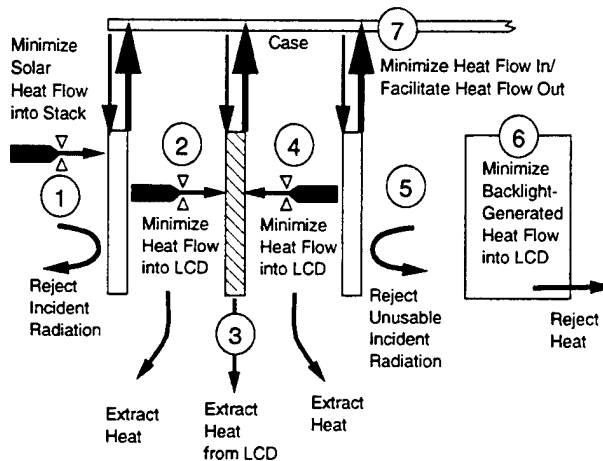 7
Case
Minimize
Solar
Heat Flow
into Stack
Minimize Heat Flow In/
Facilitate Heat Flow Out
1
2
4
5
6
Minimize
Backlight-
Generated
Heat Flow
into LCD
Minimize
Heat Flow
into LCD
Minimize
Heat Flow
into LCD
Reject
Incident
Radiation
3
Reject
Unusable
Incident
Radiation
Reject
Heat
Extract
Heat
Extract
Heat
from LCD
Extract
Heat